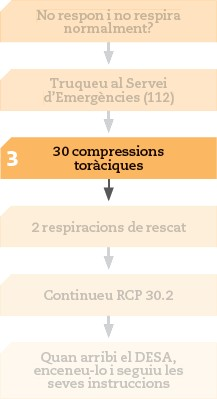 No respon i no respira
normalment?
Truqueu al Servei
d’Emergències (112)
3
30 compressions
toràciques
2 respiracions de rescat
Continueu RCP 30.2
Quan arribi el DESA,
enceneu-lo i seguiu les
seves instruccions